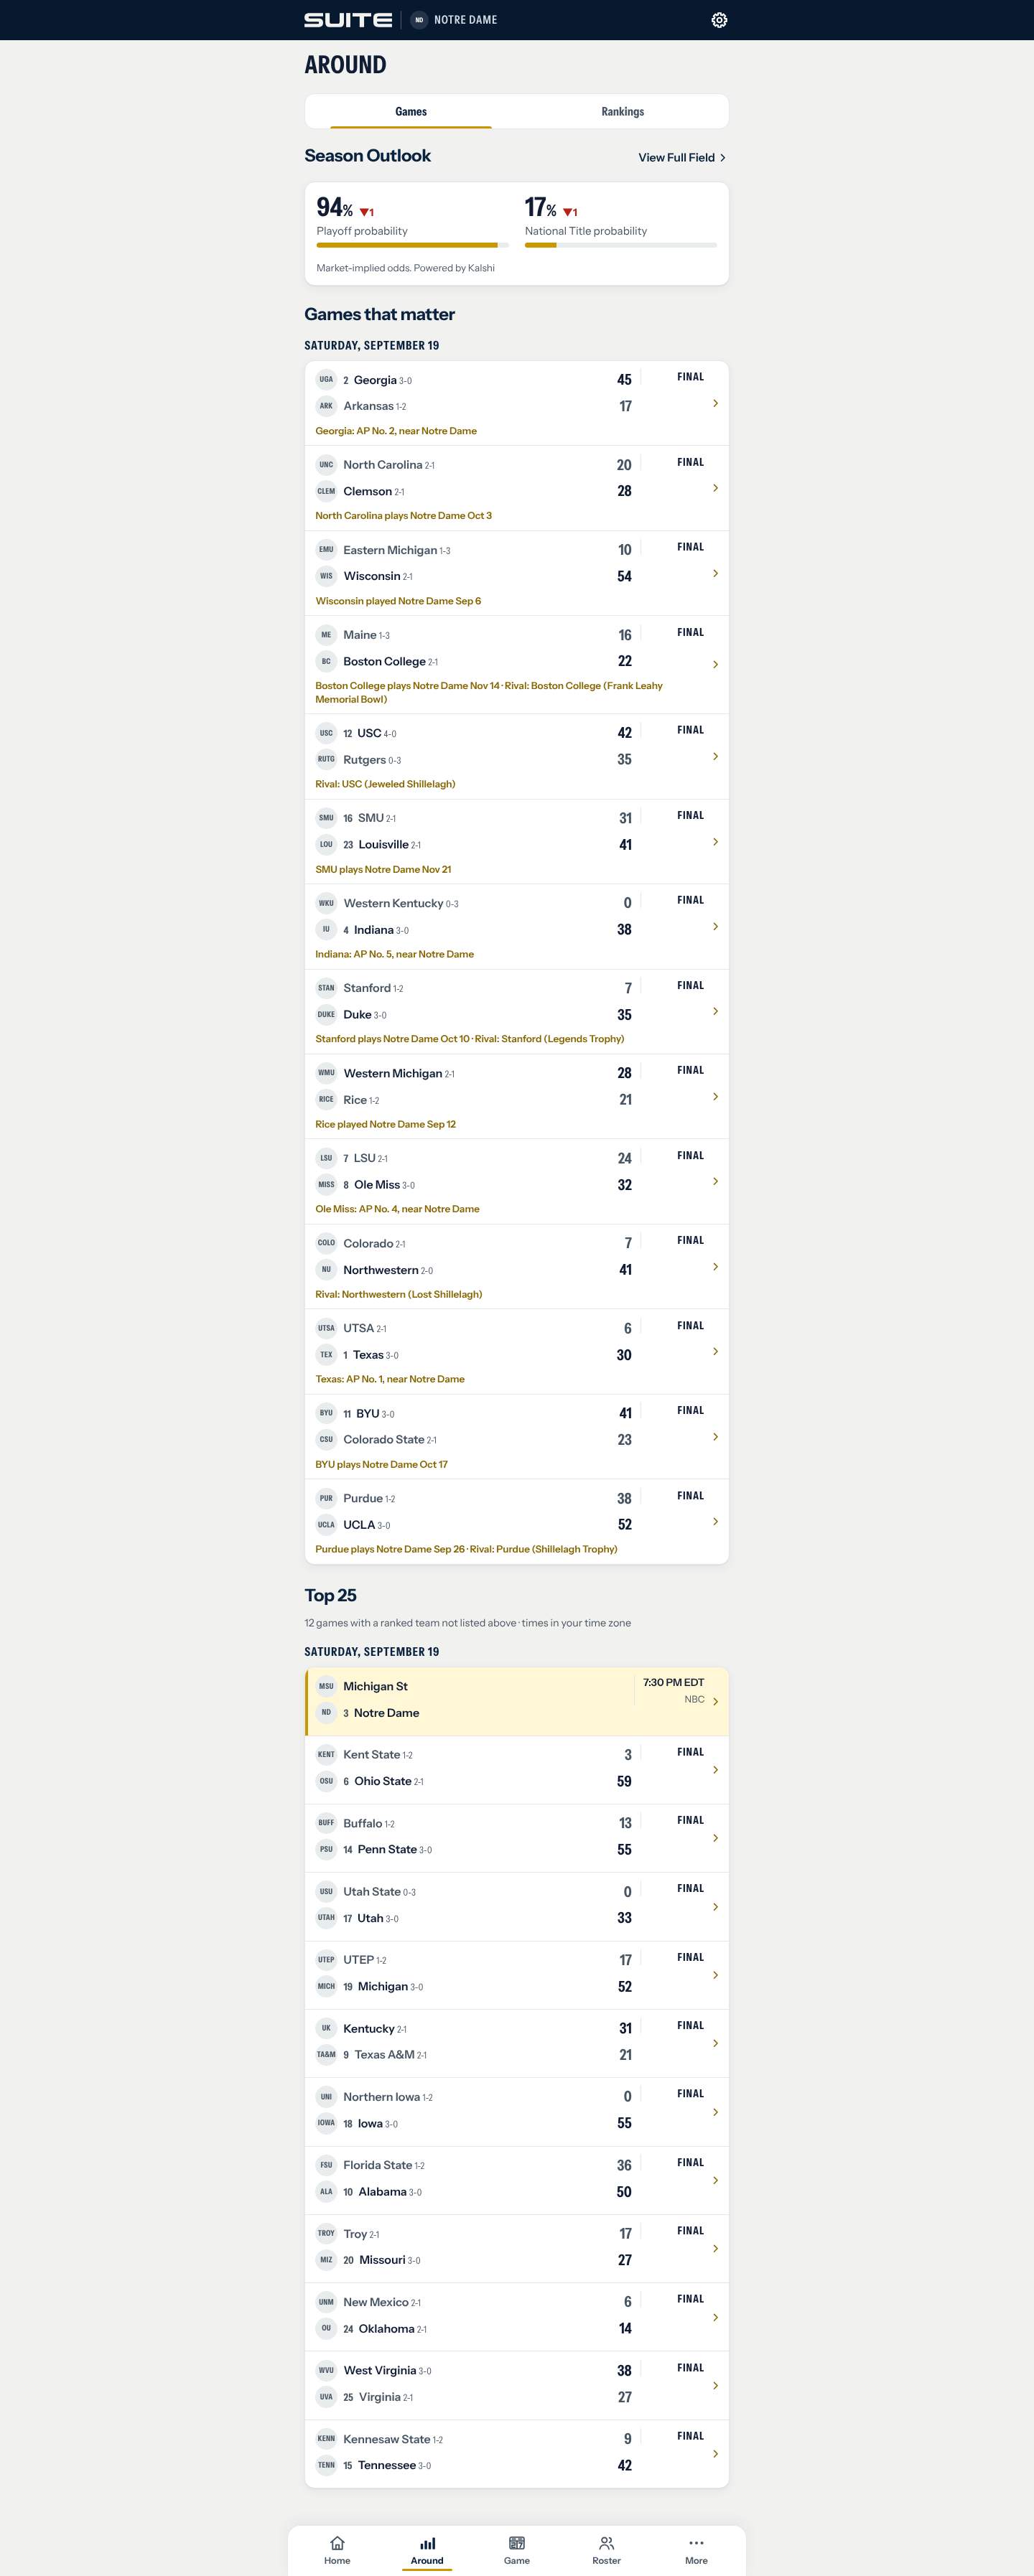 SUITE ND NOTRE DAME
AROUND
Games Rankings
Season Outlook View Full Field
94% ▼1 17% ▼1
Playoff probability National Title probability
Market-implied odds. Powered by Kalshi
Games that matter
SATURDAY, SEPTEMBER 19
UGA 2 Georgia 3-0 45 FINAL
ARK Arkansas 1-2 17
Georgia: AP No. 2, near Notre Dame
UNC North Carolina 2-1 20 FINAL
CLEM Clemson 2-1 28
North Carolina plays Notre Dame Oct 3
EMU Eastern Michigan 1-3 10 FINAL
WIS Wisconsin 2-1 54
Wisconsin played Notre Dame Sep 6
ME Maine 1-3 16 FINAL
BC Boston College 2-1 22
Boston College plays Notre Dame Nov 14 · Rival: Boston College (Frank Leahy
Memorial Bowl)
USC 12 USC 4-0 42 FINAL
RUTG Rutgers 0-3 35
Rival: USC (Jeweled Shillelagh)
SMU 16 SMU 2-1 31 FINAL
LOU 23 Louisville 2-1 41
SMU plays Notre Dame Nov 21
WKU Western Kentucky 0-3 0 FINAL
IU 4 Indiana 3-0 38
Indiana: AP No. 5, near Notre Dame
STAN Stanford 1-2 7 FINAL
DUKE Duke 3-0 35
Stanford plays Notre Dame Oct 10 · Rival: Stanford (Legends Trophy)
WMU Western Michigan 2-1 28 FINAL
RICE Rice 1-2 21
Rice played Notre Dame Sep 12
LSU 7 LSU 2-1 24 FINAL
MISS 8 Ole Miss 3-0 32
Ole Miss: AP No. 4, near Notre Dame
COLO Colorado 2-1 7 FINAL
NU Northwestern 2-0 41
Rival: Northwestern (Lost Shillelagh)
UTSA UTSA 2-1 6 FINAL
TEX 1 Texas 3-0 30
Texas: AP No. 1, near Notre Dame
BYU 11 BYU 3-0 41 FINAL
CSU Colorado State 2-1 23
BYU plays Notre Dame Oct 17
PUR Purdue 1-2 38 FINAL
UCLA UCLA 3-0 52
Purdue plays Notre Dame Sep 26 · Rival: Purdue (Shillelagh Trophy)
Top 25
12 games with a ranked team not listed above · times in your time zone
SATURDAY, SEPTEMBER 19
MSU Michigan St 7:30 PM EDT
ND 3 Notre Dame NBC
KENT Kent State 1-2 3 FINAL
OSU 6 Ohio State 2-1 59
BUFF Buffalo 1-2 13 FINAL
PSU 14 Penn State 3-0 55
USU Utah State 0-3 0 FINAL
UTAH 17 Utah 3-0 33
UTEP UTEP 1-2 17 FINAL
MICH 19 Michigan 3-0 52
UK Kentucky 2-1 31 FINAL
TA&M 9 Texas A&M 2-1 21
UNI Northern Iowa 1-2 0 FINAL
IOWA 18 Iowa 3-0 55
FSU Florida State 1-2 36 FINAL
ALA 10 Alabama 3-0 50
TROY Troy 2-1 17 FINAL
MIZ 20 Missouri 3-0 27
UNM New Mexico 2-1 6 FINAL
OU 24 Oklahoma 2-1 14
WVU West Virginia 3-0 38 FINAL
UVA 25 Virginia 2-1 27
KENN Kennesaw State 1-2 9 FINAL
TENN 15 Tennessee 3-0 42
Home Around Game Roster More